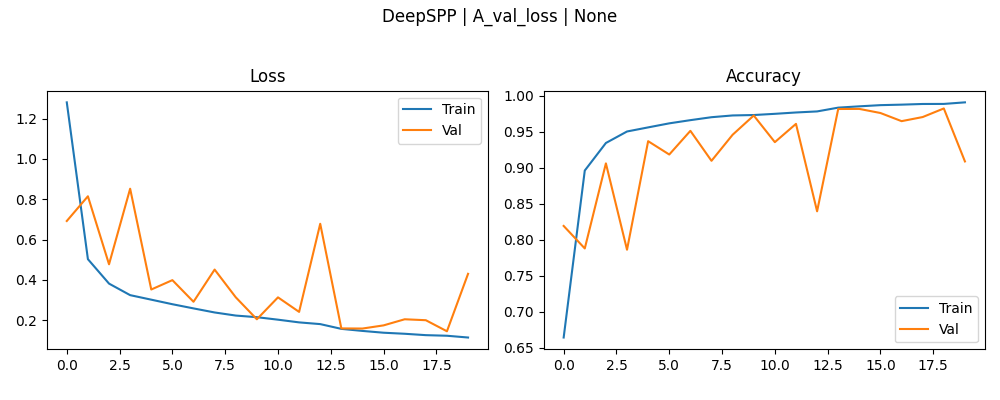 DeepSPP | A_val_loss | None
Loss
Train
Val
1.2
1.0
0.8
0.6
0.4
0.2
0.0 2.5 5.0 7.5 10.0 12.5 15.0 17.5
Accuracy
1.00
0.95
0.90
0.85
0.80
0.75
0.70
0.65
Train
Val
0.0 2.5 5.0 7.5 10.0 12.5 15.0 17.5